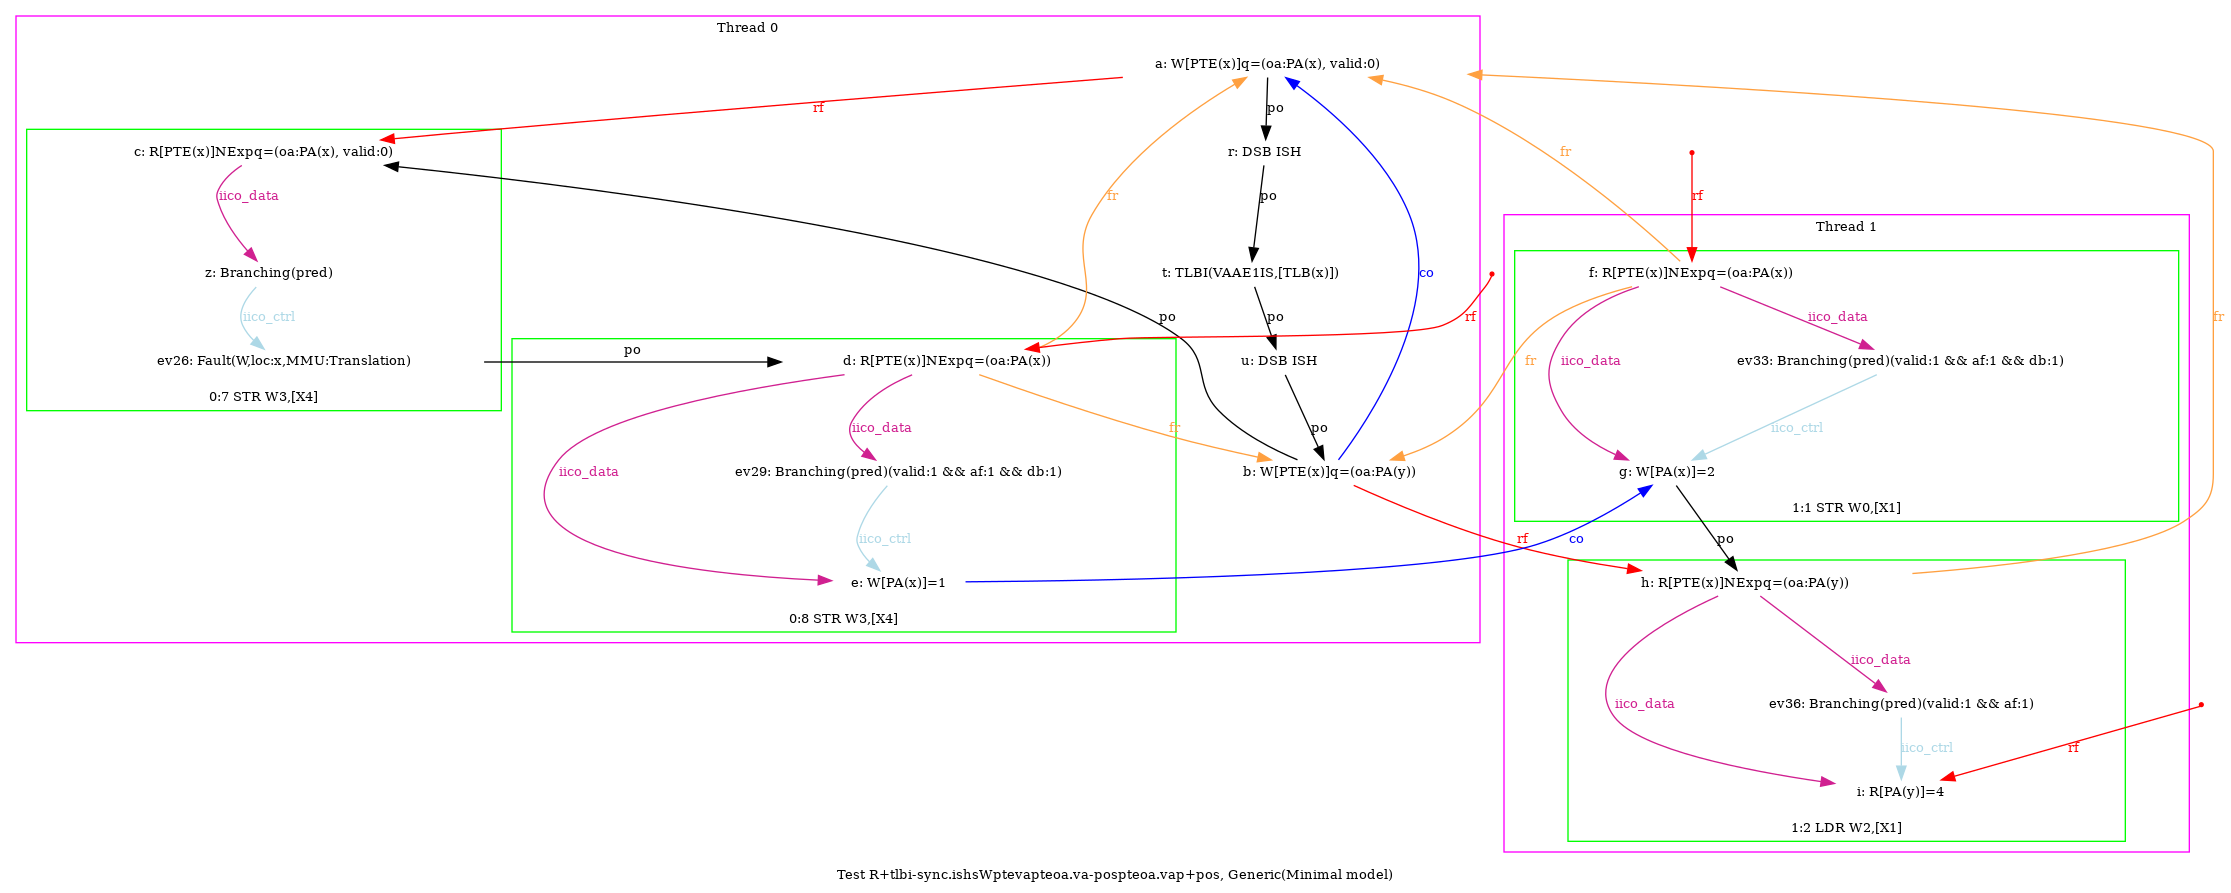 Thread 0
a: W[PTE(x)]q=(oa:PA(x), valid:0)
rf
po
c: R[PTE(x)]NExpq=(oa:PA(x), valid:0)
r: DSB ISH
fr
rf
iico_data
fr
po
rf
Thread 1
z: Branching(pred)
t: TLBI(VAAE1IS,[TLB(x)])
co
f: R[PTE(x)]NExpq=(oa:PA(x))
iico_ctrl
po
po
rf
iico_data
fr
ev26: Fault(W,loc:x,MMU:Translation)
po
d: R[PTE(x)]NExpq=(oa:PA(x))
u: DSB ISH
fr
iico_data
ev33: Branching(pred)(valid:1 && af:1 && db:1)
0:7 STR W3,[X4]
iico_data
fr
po
iico_ctrl
iico_data
ev29: Branching(pred)(valid:1 && af:1 && db:1)
b: W[PTE(x)]q=(oa:PA(y))
g: W[PA(x)]=2
1:1 STR W0,[X1]
iico_ctrl
rf
co
po
e: W[PA(x)]=1
h: R[PTE(x)]NExpq=(oa:PA(y))
0:8 STR W3,[X4]
iico_data
iico_data
ev36: Branching(pred)(valid:1 && af:1)
iico_ctrl
rf
i: R[PA(y)]=4
1:2 LDR W2,[X1]
Test R+tlbi-sync.ishsWptevapteoa.va-pospteoa.vap+pos, Generic(Minimal model)